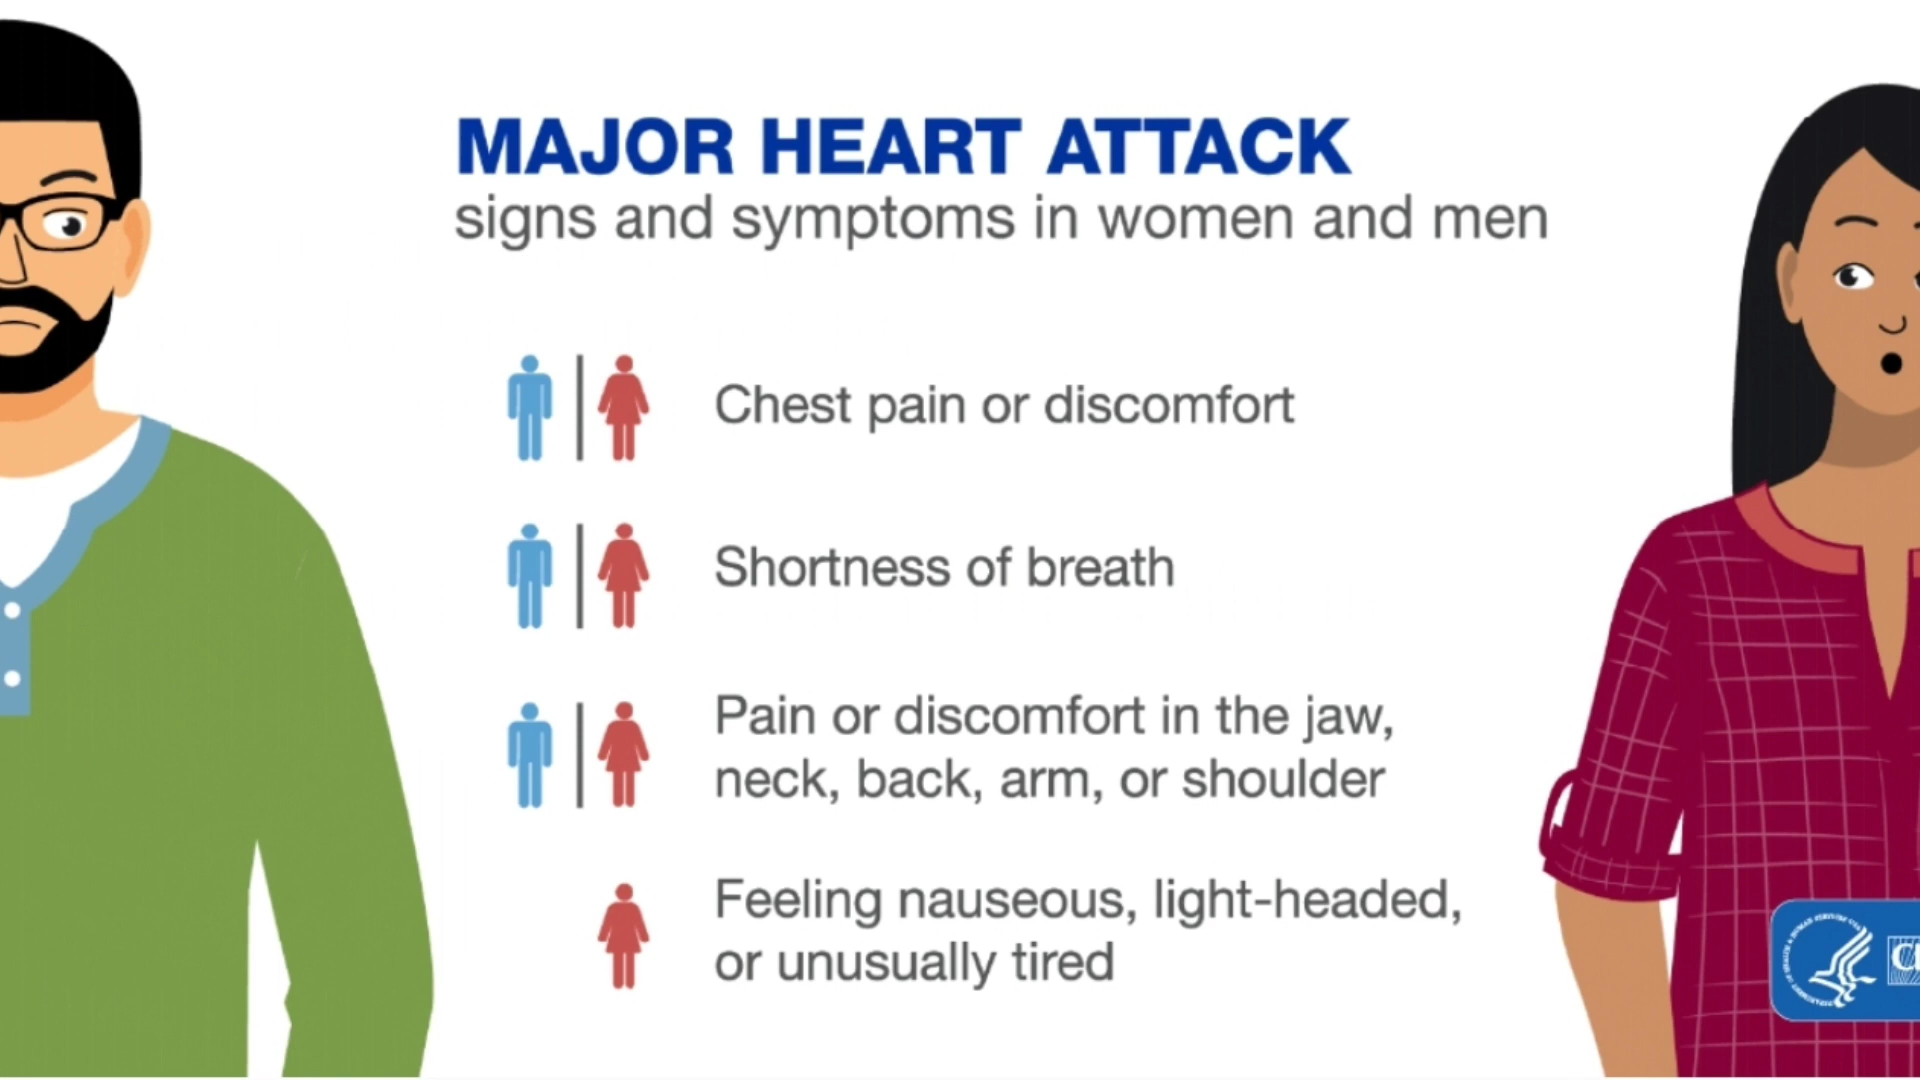 MAJOR HEART ATTACK
signs and symptoms in women and men
Chest pain or discomfort
Shortness of breath
Pain or discomfort in the jaw,
neck, back, arm, or shoulder
Feeling nauseous, light-headed,
or unusually tired